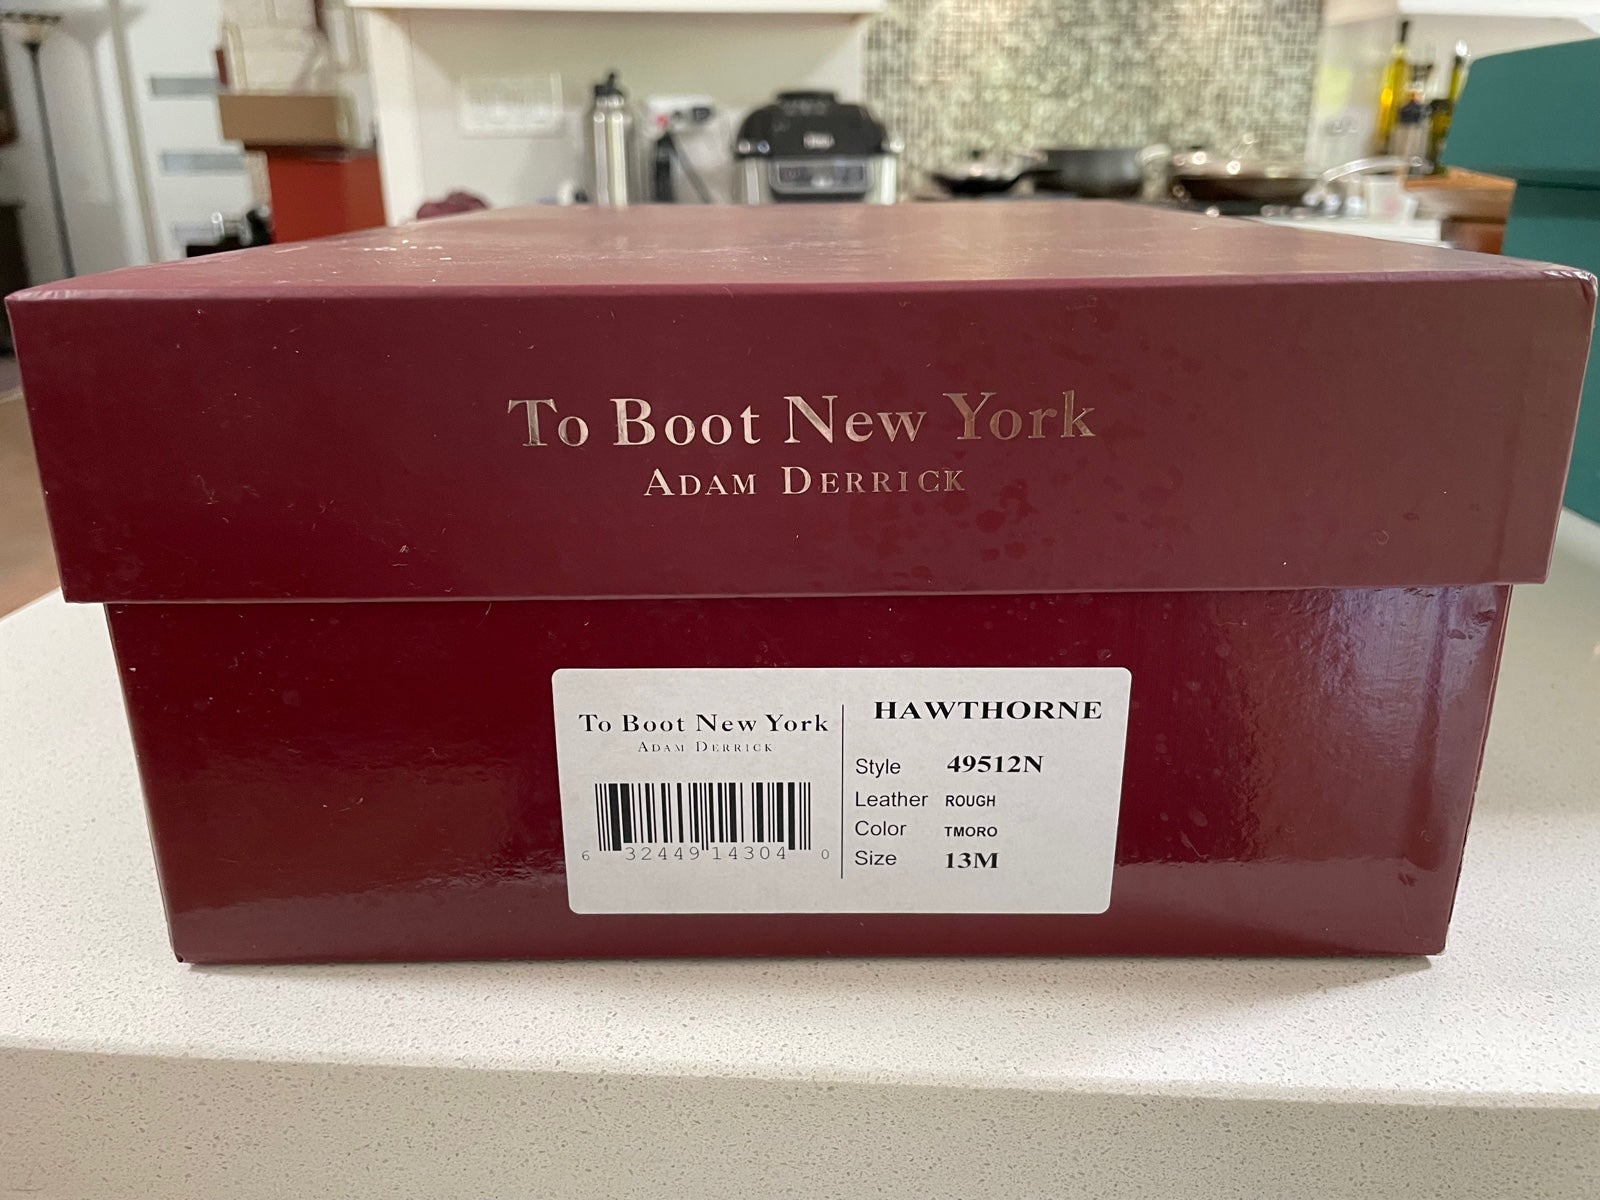 To Boot New York
ADAM DERRICK
To Boot New York
ADAM DERRICK
6 32449 14304 0
HAWTHORNE
Style 49512N
Leather ROUGH
Color TMORO
Size 13M